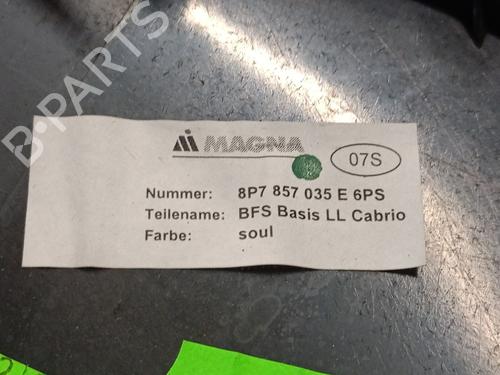 B-PARTS
MAGNA
07S
Nummer: 8P7 857 035 E 6PS
Teilename: BFS Basis LL Cabrio
Farbe: soul